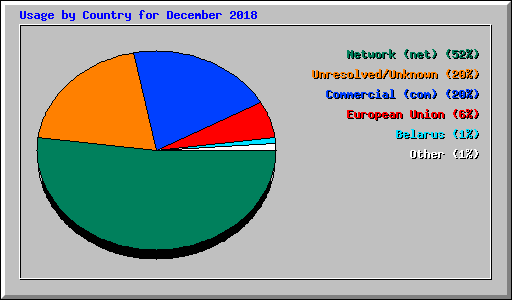 Usage by Country for December 2018
Network (net) (52%)
Unresolved/Unknown (20%)
Commercial (com) (20%)
European Union (6%)
Belarus (1%)
Other (1%)